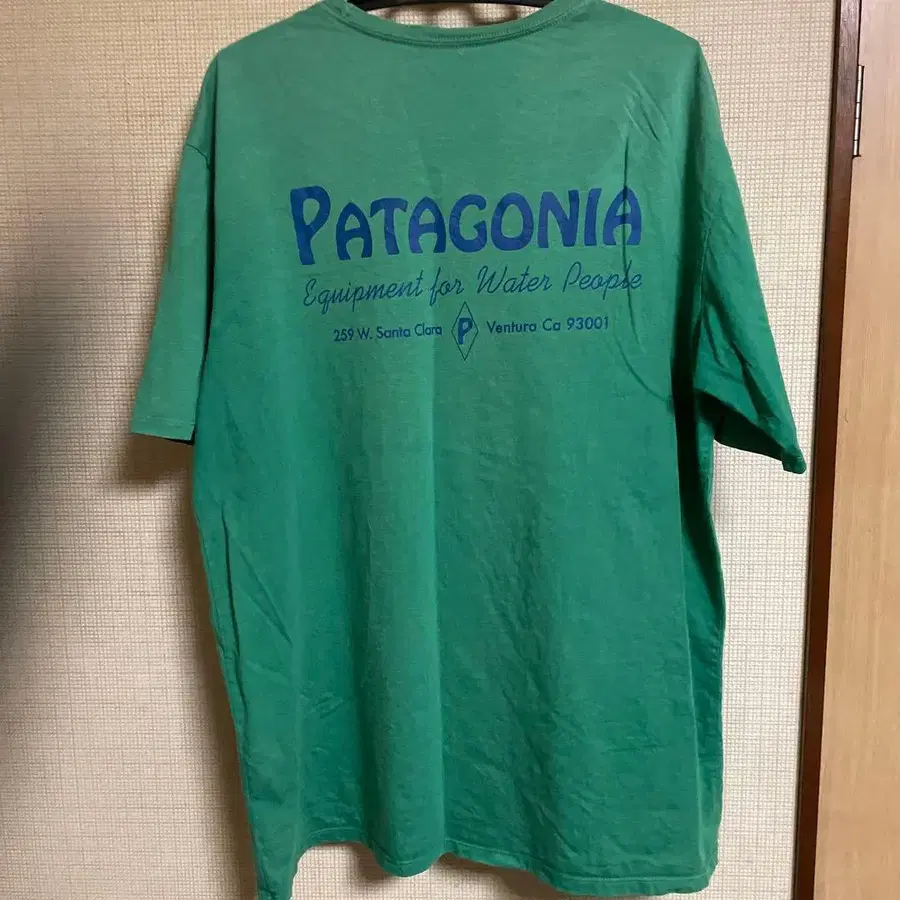 PATAGONIA
Equipment for Water People
259 W. Santa Clara P Ventura Ca 93001